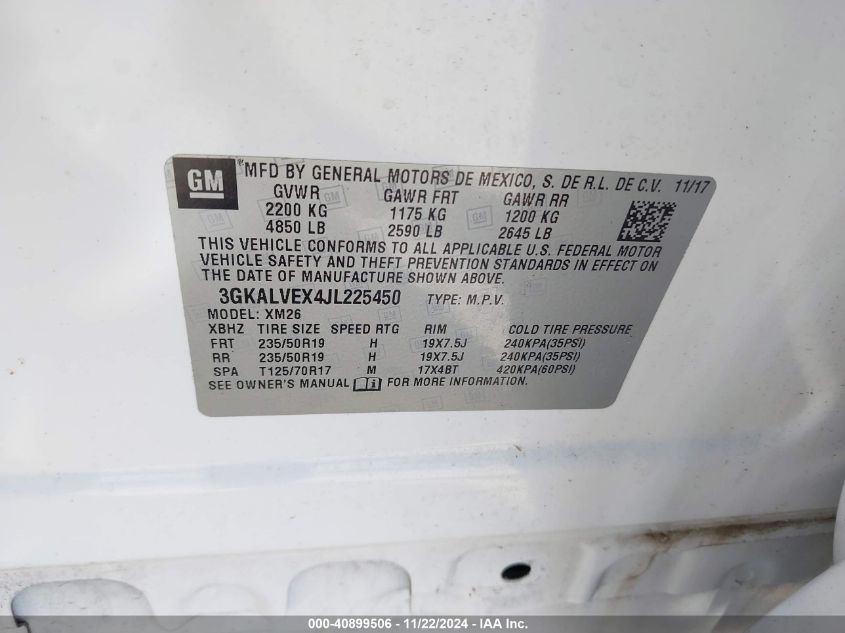 GM MFD BY GENERAL MOTORS DE MEXICO, S. DE R.L. DE C.V. 11/17
GVWR GAWR FRT GAWR RR
2200 KG 1175 KG 1200 KG
4850 LB 2590 LB 2645 LB
THIS VEHICLE CONFORMS TO ALL APPLICABLE U.S. FEDERAL MOTOR
VEHICLE SAFETY AND THEFT PREVENTION STANDARDS IN EFFECT ON
THE DATE OF MANUFACTURE SHOWN ABOVE.
3GKALVEX4JL225450 TYPE: M.P.V.
MODEL: XM26
XBHZ TIRE SIZE SPEED RTG RIM COLD TIRE PRESSURE
FRT 235/50R19 H 19X7.5J 240KPA(35PSI)
RR 235/50R19 H 19X7.5J 240KPA(35PSI)
SPA T125/70R17 M 17X4BT 420KPA(60PSI)
SEE OWNER'S MANUAL FOR MORE INFORMATION.
000-40899506 - 11/22/2024 - IAA Inc.